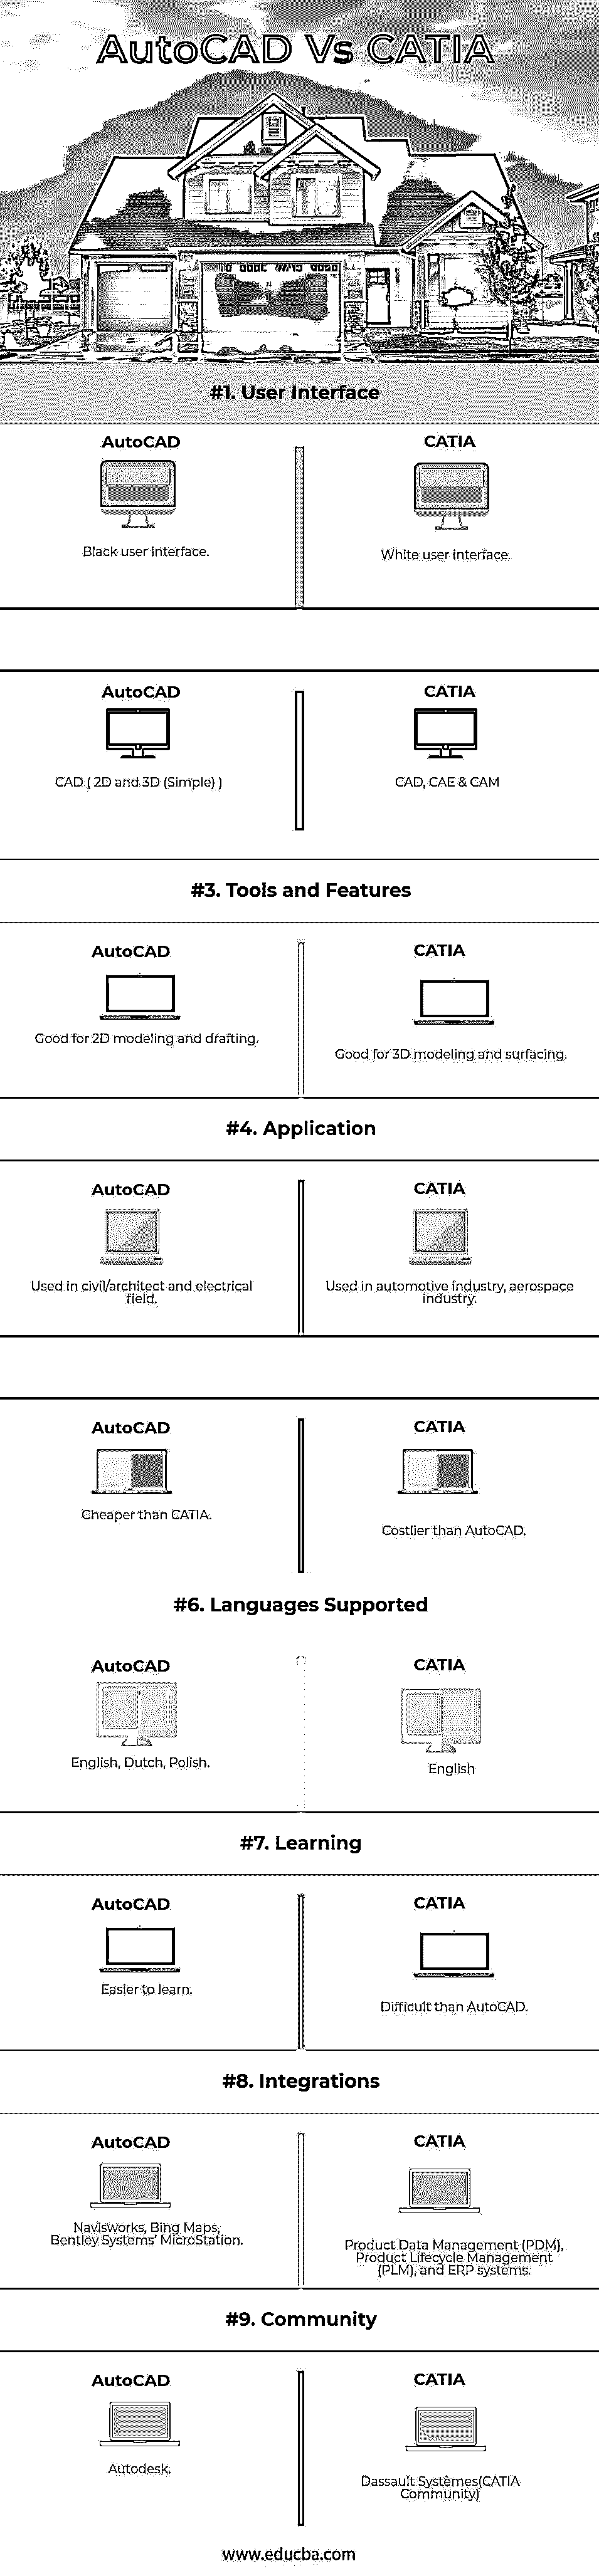 AutoCAD Vs CATIA
#1. User Interface
AutoCAD
CATIA
Black user interface.
White user interface.
AutoCAD
CATIA
CAD ( 2D and 3D (Simple) )
CAD, CAE & CAM
#3. Tools and Features
AutoCAD
CATIA
Good for 2D modeling and drafting.
Good for 3D modeling and surfacing.
#4. Application
AutoCAD
CATIA
Used in civil/architect and electrical
field.
Used in automotive industry, aerospace
industry.
AutoCAD
CATIA
Cheaper than CATIA.
Costlier than AutoCAD.
#6. Languages Supported
AutoCAD
CATIA
English, Dutch, Polish.
English
#7. Learning
AutoCAD
CATIA
Easier to learn.
Difficult than AutoCAD.
#8. Integrations
AutoCAD
CATIA
Navisworks, Bing Maps,
Bentley Systems' MicroStation.
Product Data Management (PDM),
Product Lifecycle Management
(PLM), and ERP systems.
#9. Community
AutoCAD
CATIA
Autodesk.
Dassault Systèmes(CATIA
Community)
www.educba.com